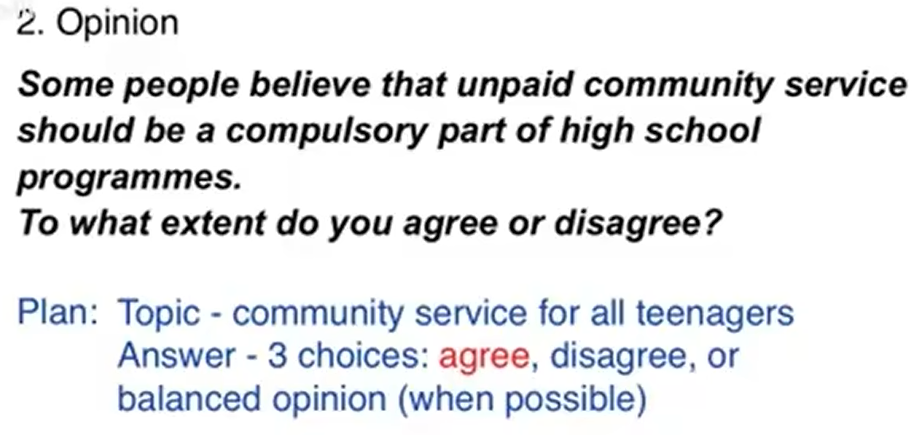 2. Opinion
Some people believe that unpaid community service
should be a compulsory part of high school
programmes.
To what extent do you agree or disagree?
Plan: Topic - community service for all teenagers
Answer - 3 choices: agree, disagree, or
balanced opinion (when possible)